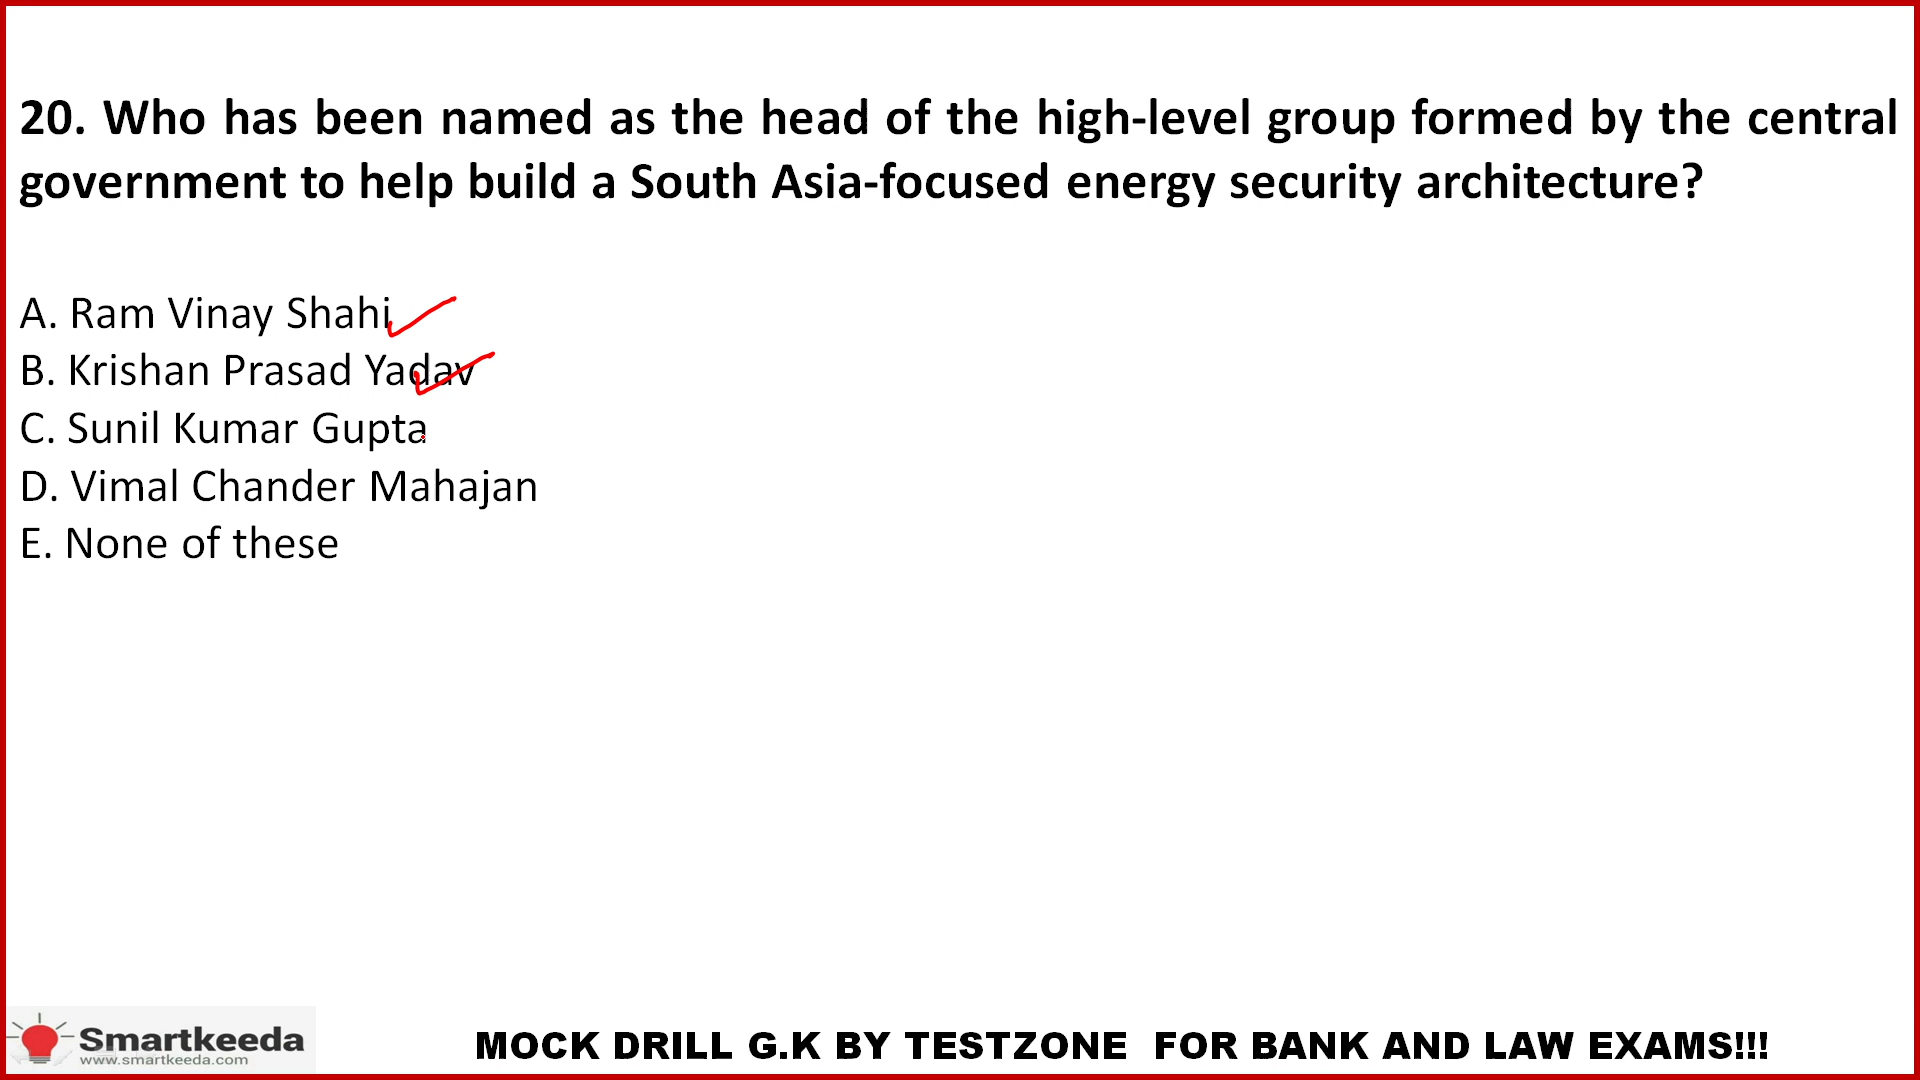 20. Who has been named as the head of the high-level group formed by the central
government to help build a South Asia-focused energy security architecture?
A. Ram Vinay Shahi
B. Krishan Prasad Yadav
C. Sunil Kumar Gupta
D. Vimal Chander Mahajan
E. None of these
Smartkeeda
www.smartkeeda.com
MOCK DRILL G.K BY TESTZONE FOR BANK AND LAW EXAMS!!!